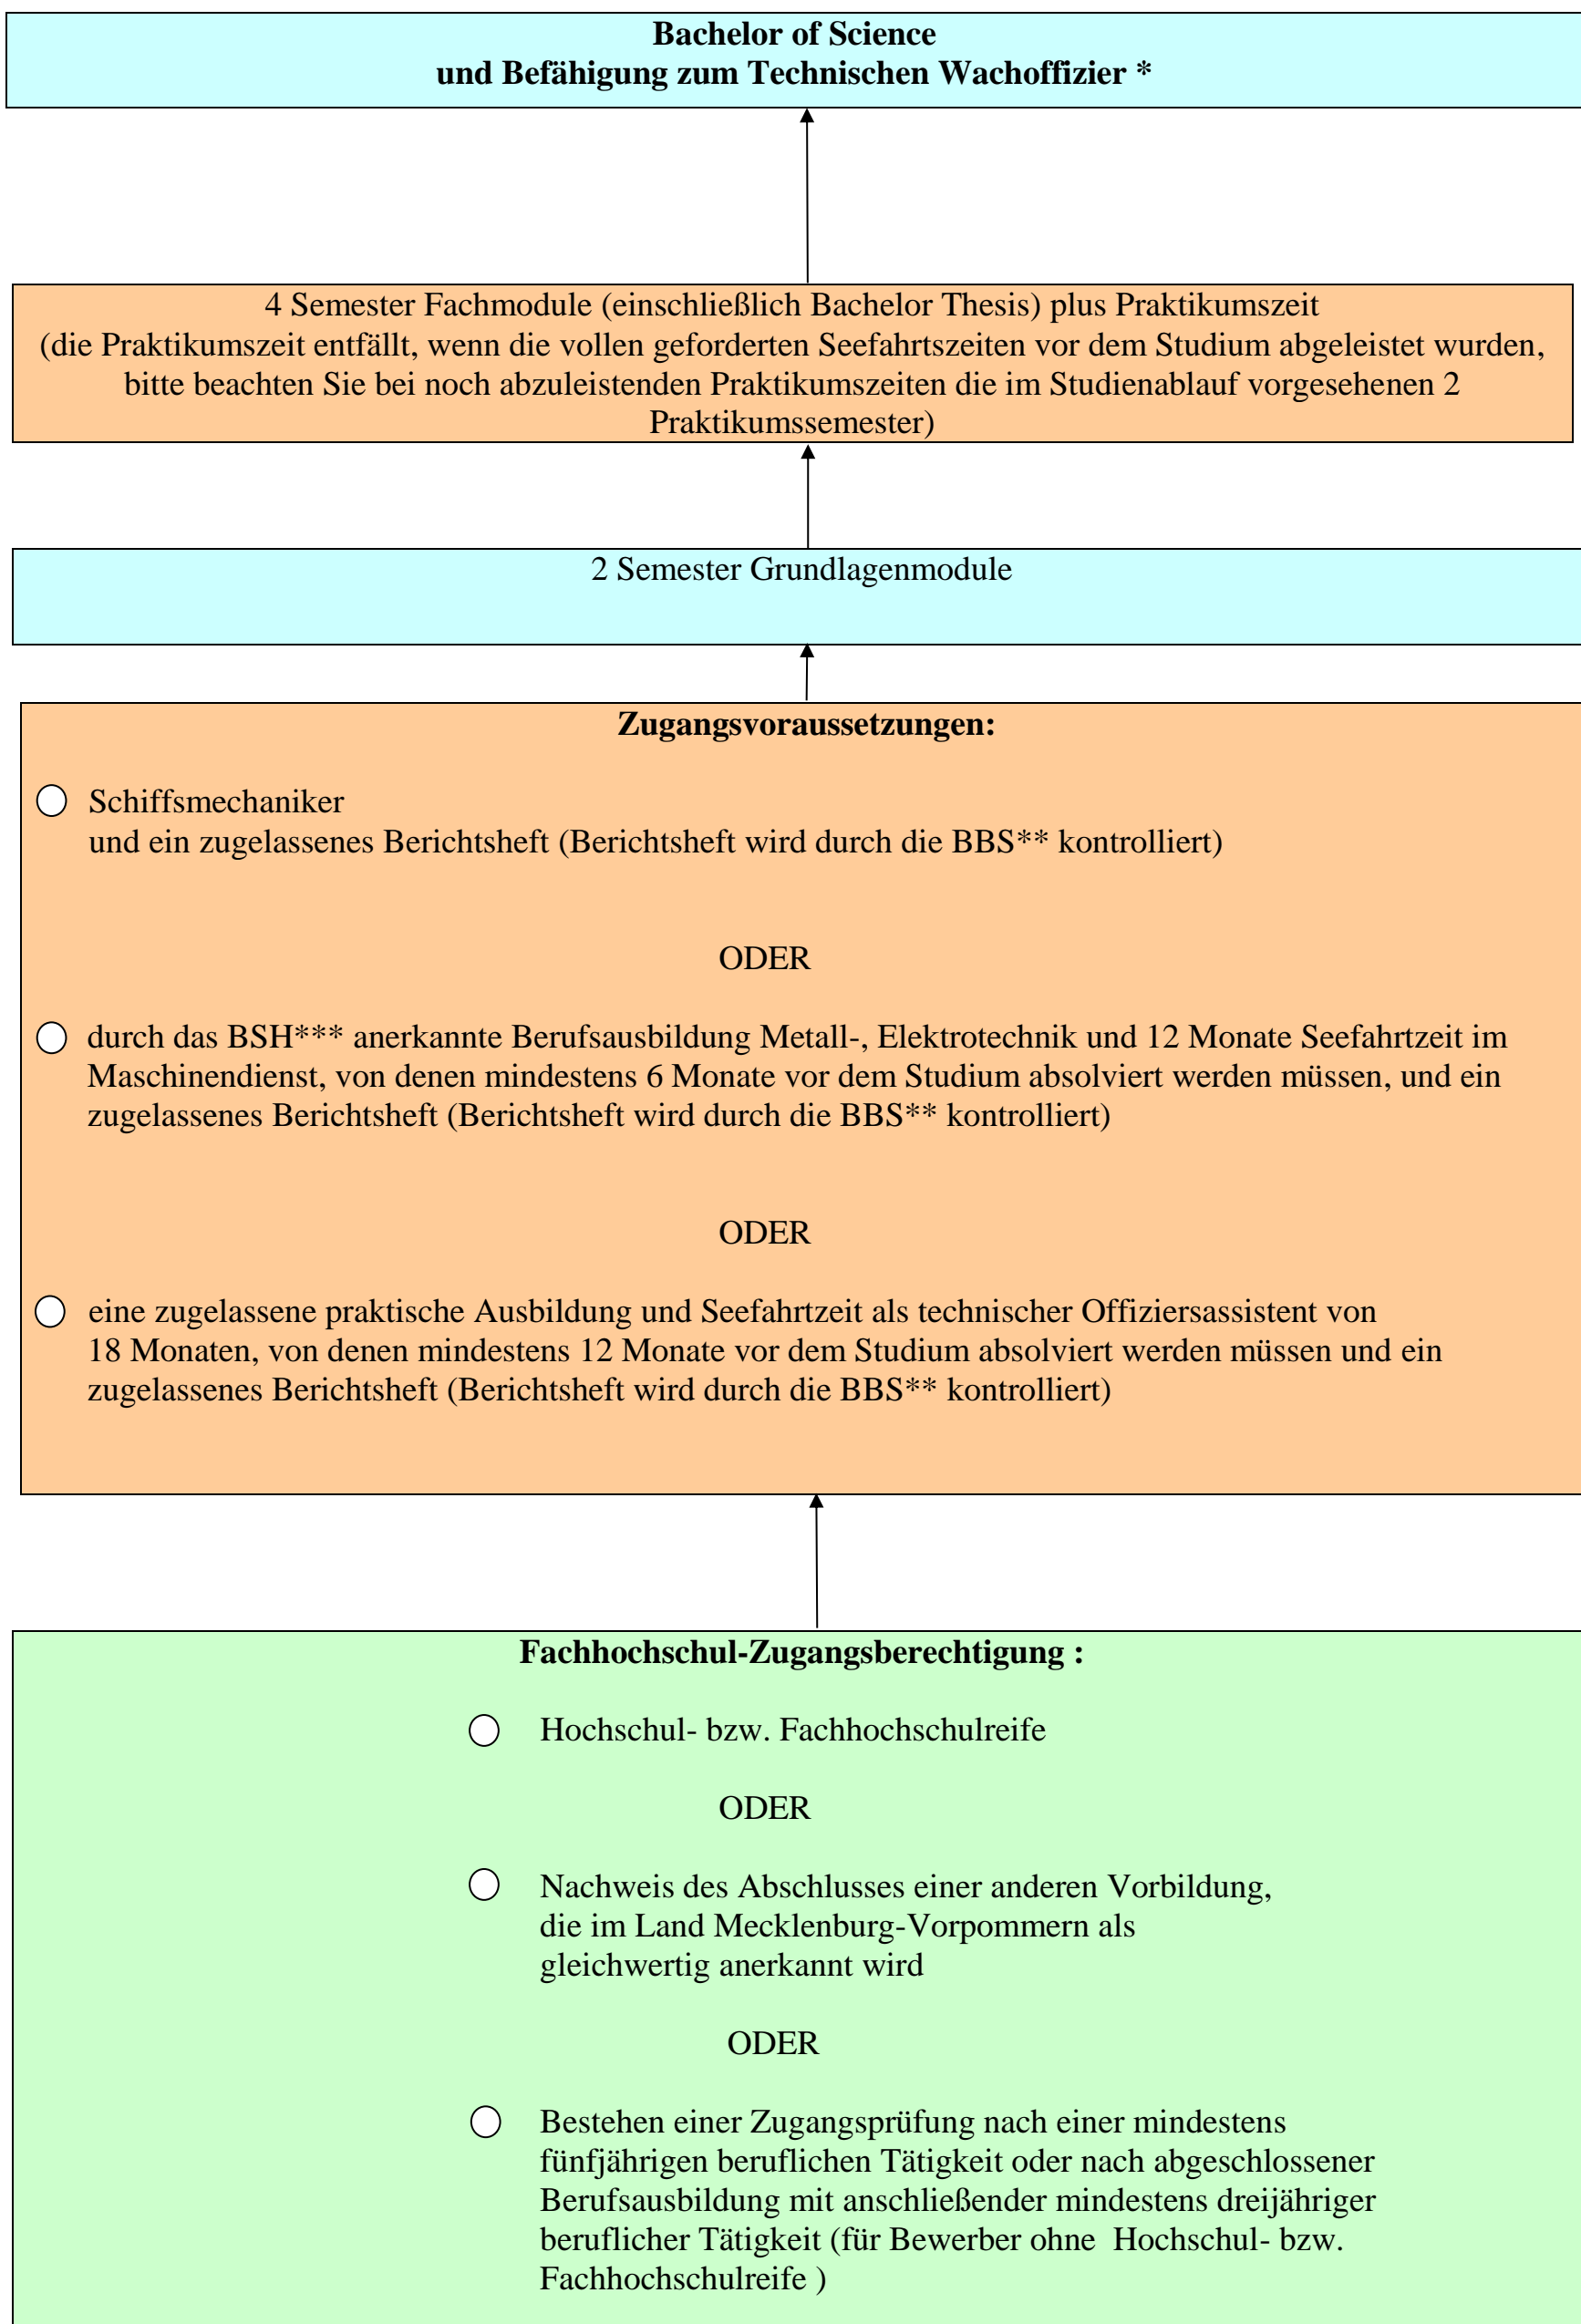 Bachelor of Science
und Befähigung zum Technischen Wachoffizier *
4 Semester Fachmodule (einschließlich Bachelor Thesis) plus Praktikumszeit
(die Praktikumszeit entfällt, wenn die vollen geforderten Seefahrtszeiten vor dem Studium abgeleistet wurden,
bitte beachten Sie bei noch abzuleistenden Praktikumszeiten die im Studienablauf vorgesehenen 2
Praktikumssemester)
2 Semester Grundlagenmodule
Zugangsvoraussetzungen:
Schiffsmechaniker
und ein zugelassenes Berichtsheft (Berichtsheft wird durch die BBS** kontrolliert)
ODER
durch das BSH*** anerkannte Berufsausbildung Metall-, Elektrotechnik und 12 Monate Seefahrtzeit im
Maschinendienst, von denen mindestens 6 Monate vor dem Studium absolviert werden müssen, und ein
zugelassenes Berichtsheft (Berichtsheft wird durch die BBS** kontrolliert)
ODER
eine zugelassene praktische Ausbildung und Seefahrtzeit als technischer Offiziersassistent von
18 Monaten, von denen mindestens 12 Monate vor dem Studium absolviert werden müssen und ein
zugelassenes Berichtsheft (Berichtsheft wird durch die BBS** kontrolliert)
Fachhochschul-Zugangsberechtigung :
Hochschul- bzw. Fachhochschulreife
ODER
Nachweis des Abschlusses einer anderen Vorbildung,
die im Land Mecklenburg-Vorpommern als
gleichwertig anerkannt wird
ODER
Bestehen einer Zugangsprüfung nach einer mindestens
fünfjährigen beruflichen Tätigkeit oder nach abgeschlossener
Berufsausbildung mit anschließender mindestens dreijähriger
beruflicher Tätigkeit (für Bewerber ohne  Hochschul- bzw.
Fachhochschulreife )